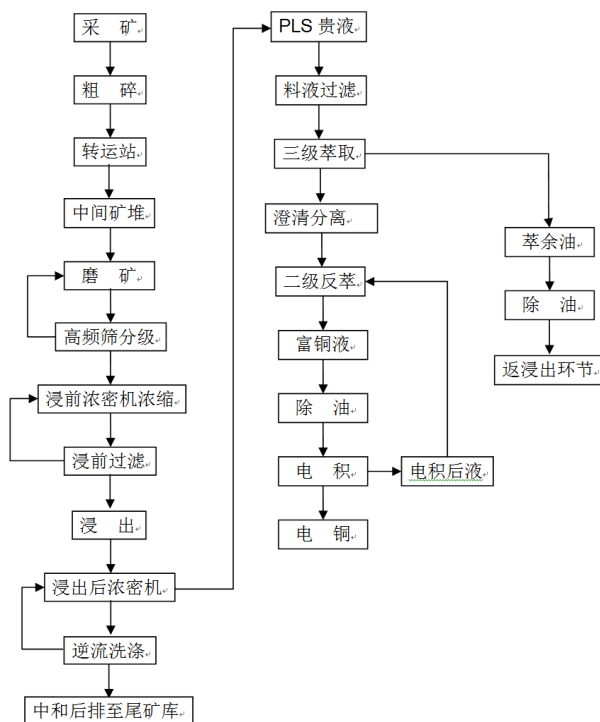 采 矿
粗 碎
转运站
中间矿堆
磨 矿
高频筛分级
浸前浓密机浓缩
浸前过滤
浸 出
浸出后浓密机
逆流洗涤
中和后排至尾矿库
PLS 贵液
料液过滤
三级萃取
澄清分离
二级反萃
富铜液
除 油
电 积
电积后液
电 铜
萃余油
除 油
返浸出环节